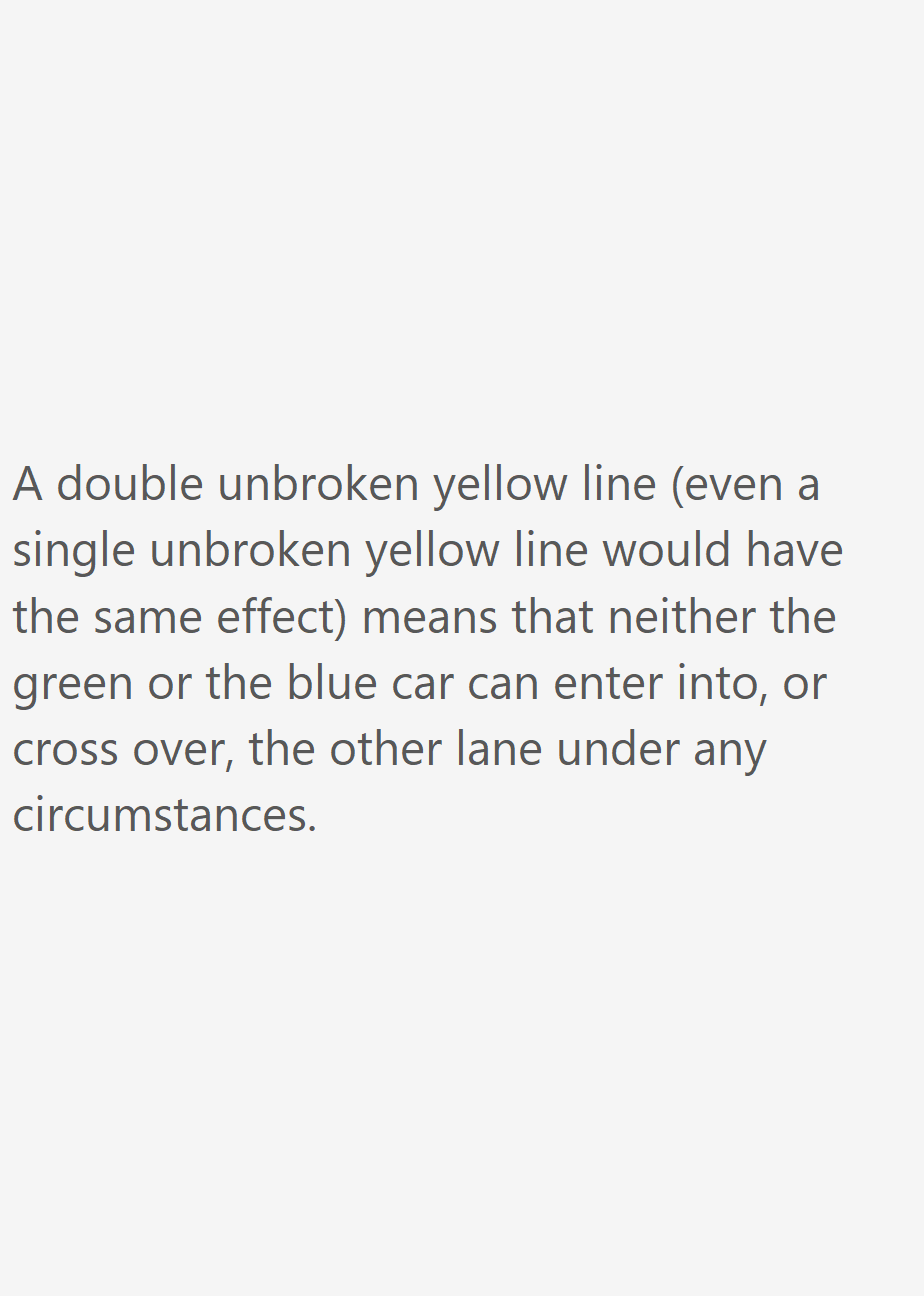 A double unbroken yellow line (even a
single unbroken yellow line would have
the same effect) means that neither the
green or the blue car can enter into, or
cross over, the other lane under any
circumstances.